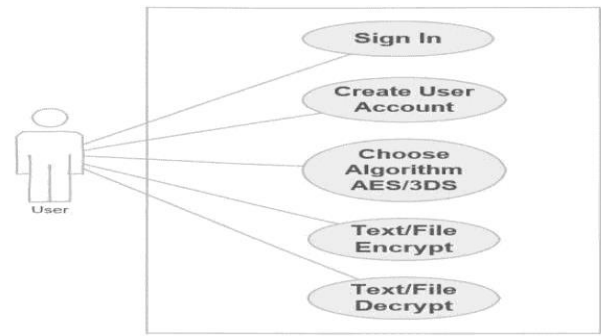 Sign In
Create User
Account
Choose
Algorithm
AES/3DS
User
Text/File
Encrypt
Text/File
Decrypt